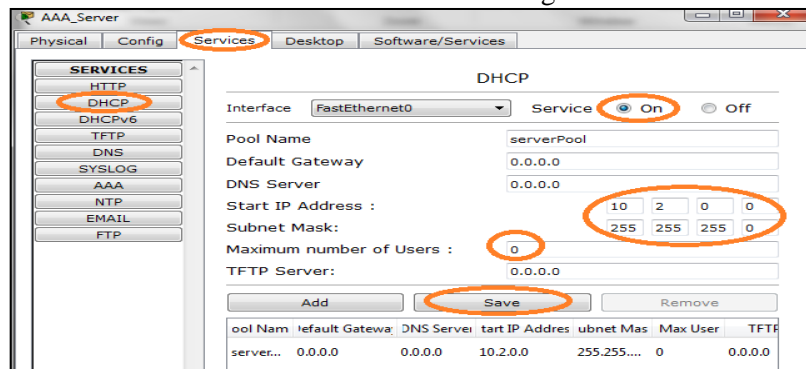 AAA_Server
Physical Config Services Desktop Software/Services
SERVICES
HTTP
DHCP
DHCPv6
TFTP
DNS
SYSLOG
AAA
NTP
EMAIL
FTP
DHCP
Interface FastEthernet0 Service On Off
Pool Name serverPool
Default Gateway 0.0.0.0
DNS Server 0.0.0.0
Start IP Address : 10 2 0 0
Subnet Mask: 255 255 255 0
Maximum number of Users : 0
TFTP Server: 0.0.0.0
Add Save Remove
ool Nam efault Gatewa DNS Server tart IP Addres ubnet Mas Max User TFTF
server... 0.0.0.0 0.0.0.0 10.2.0.0 255.255.... 0 0.0.0.0